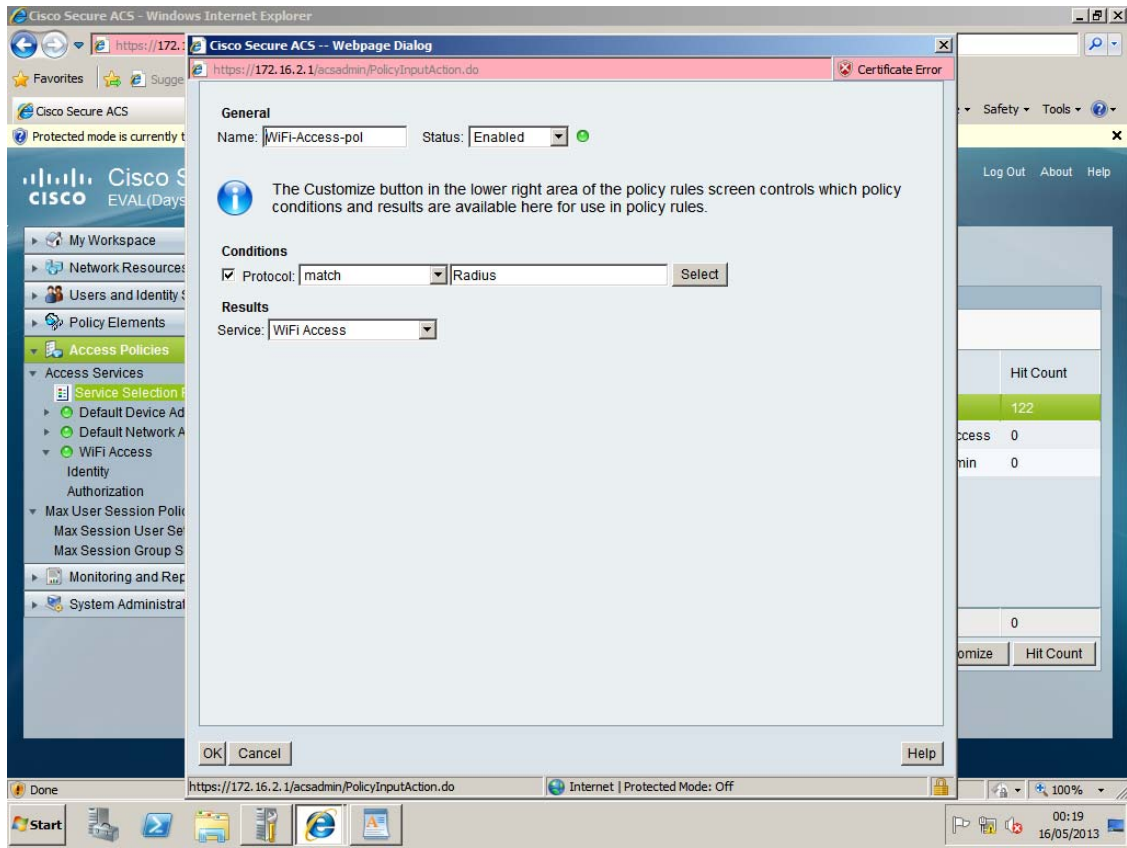 Cisco Secure ACS - Windows Internet Explorer
https://172.1
Favorites
Sugge
Cisco Secure ACS
Safety
Tools
Protected mode is currently t
Cisco Secure ACS -- Webpage Dialog
https://172.16.2.1/acsadmin/PolicyInputAction.do
Certificate Error
CISCO
Cisco S
EVAL(Days
Log Out About Help
My Workspace
Network Resources
Users and Identity S
Policy Elements
Access Policies
Access Services
Service Selection R
Default Device Ad
Default Network A
WiFi Access
Identity
Authorization
Max User Session Polic
Max Session User Set
Max Session Group S
Monitoring and Rep
System Administrat
General
Name: WiFi-Access-pol Status: Enabled
The Customize button in the lower right area of the policy rules screen controls which policy
conditions and results are available here for use in policy rules.
Conditions
Protocol: match Radius Select
Results
Service: WiFi Access
OK Cancel Help
https://172.16.2.1/acsadmin/PolicyInputAction.do Internet | Protected Mode: Off
Hit Count
122
ccess 0
min 0
0
omize Hit Count
Done
100%
Start
00:19
16/05/2013